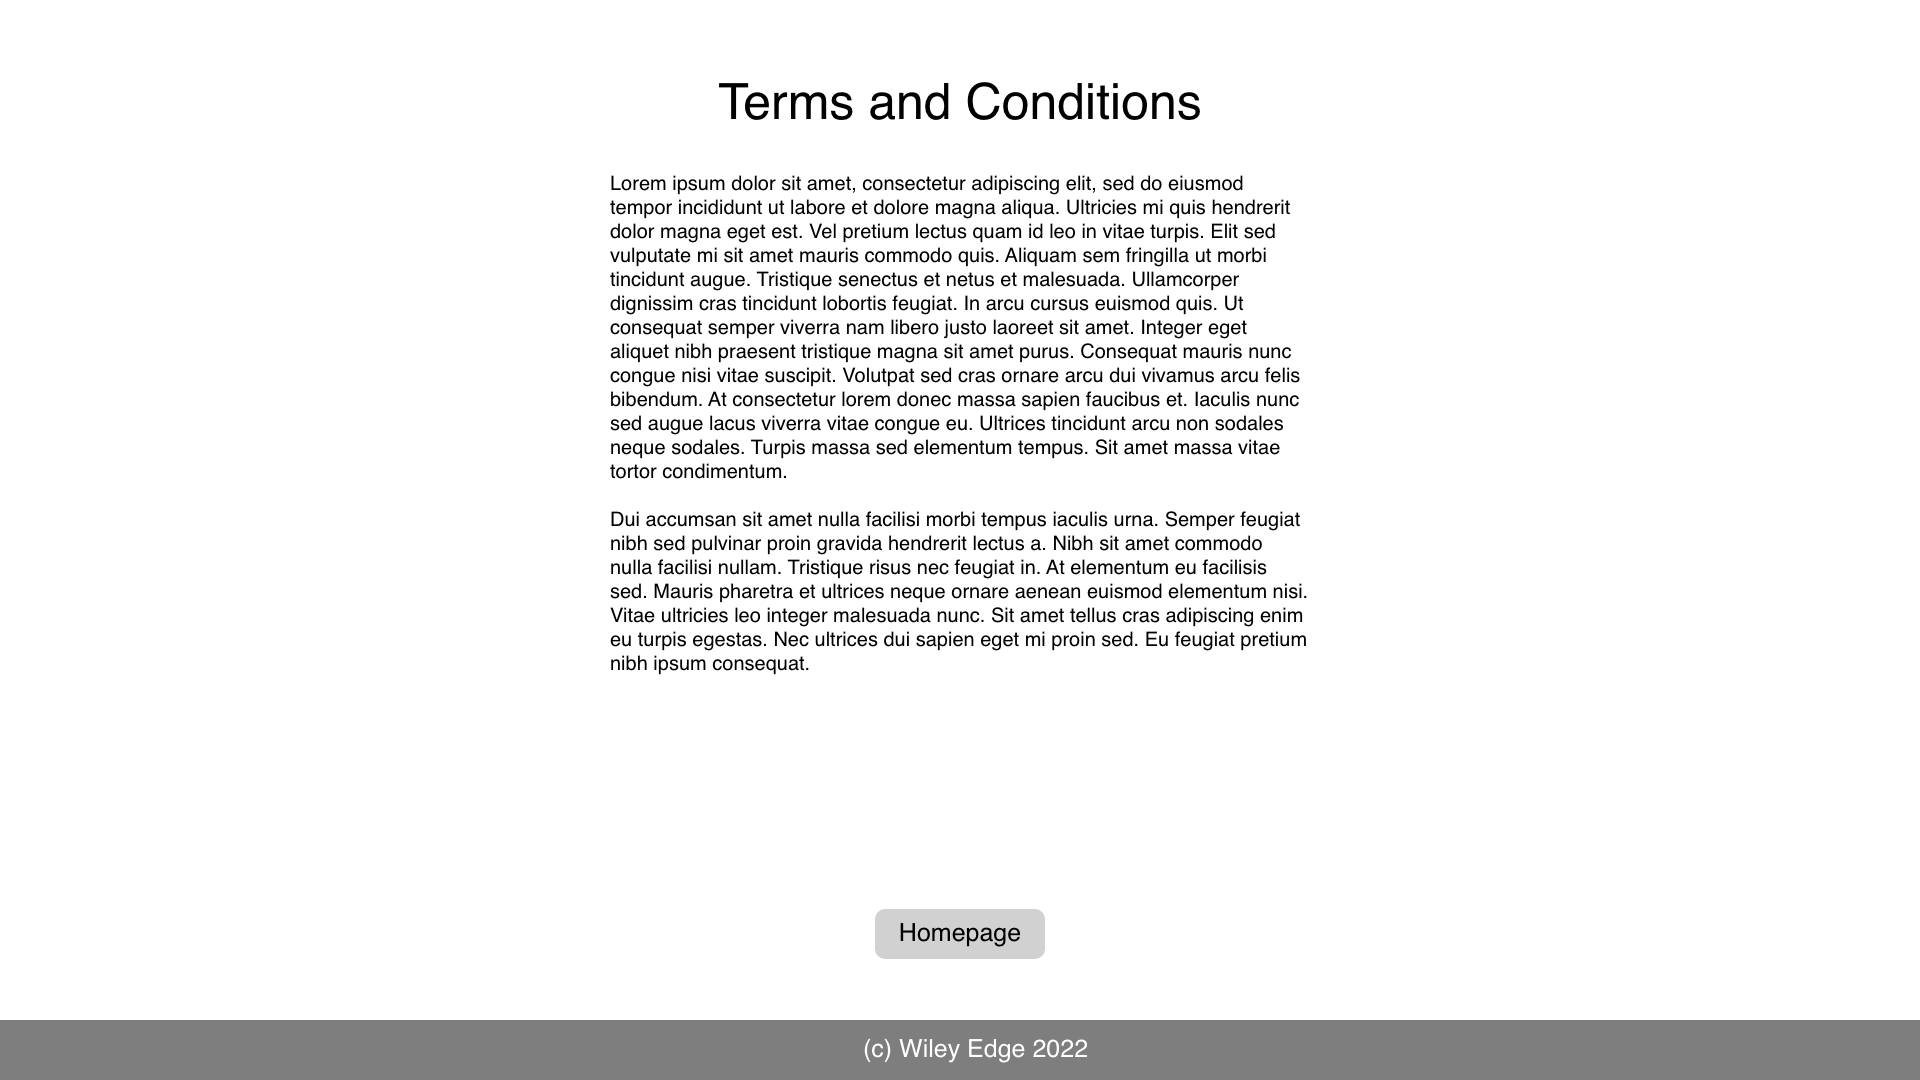 Terms and Conditions
Lorem ipsum dolor sit amet, consectetur adipiscing elit, sed do eiusmod
tempor incididunt ut labore et dolore magna aliqua. Ultricies mi quis hendrerit
dolor magna eget est. Vel pretium lectus quam id leo in vitae turpis. Elit sed
vulputate mi sit amet mauris commodo quis. Aliquam sem fringilla ut morbi
tincidunt augue. Tristique senectus et netus et malesuada. Ullamcorper
dignissim cras tincidunt lobortis feugiat. In arcu cursus euismod quis. Ut
consequat semper viverra nam libero justo laoreet sit amet. Integer eget
aliquet nibh praesent tristique magna sit amet purus. Consequat mauris nunc
congue nisi vitae suscipit. Volutpat sed cras ornare arcu dui vivamus arcu felis
bibendum. At consectetur lorem donec massa sapien faucibus et. Iaculis nunc
sed augue lacus viverra vitae congue eu. Ultrices tincidunt arcu non sodales
neque sodales. Turpis massa sed elementum tempus. Sit amet massa vitae
tortor condimentum.
Dui accumsan sit amet nulla facilisi morbi tempus iaculis urna. Semper feugiat
nibh sed pulvinar proin gravida hendrerit lectus a. Nibh sit amet commodo
nulla facilisi nullam. Tristique risus nec feugiat in. At elementum eu facilisis
sed. Mauris pharetra et ultrices neque ornare aenean euismod elementum nisi.
Vitae ultricies leo integer malesuada nunc. Sit amet tellus cras adipiscing enim
eu turpis egestas. Nec ultrices dui sapien eget mi proin sed. Eu feugiat pretium
nibh ipsum consequat.
Homepage
(c) Wiley Edge 2022